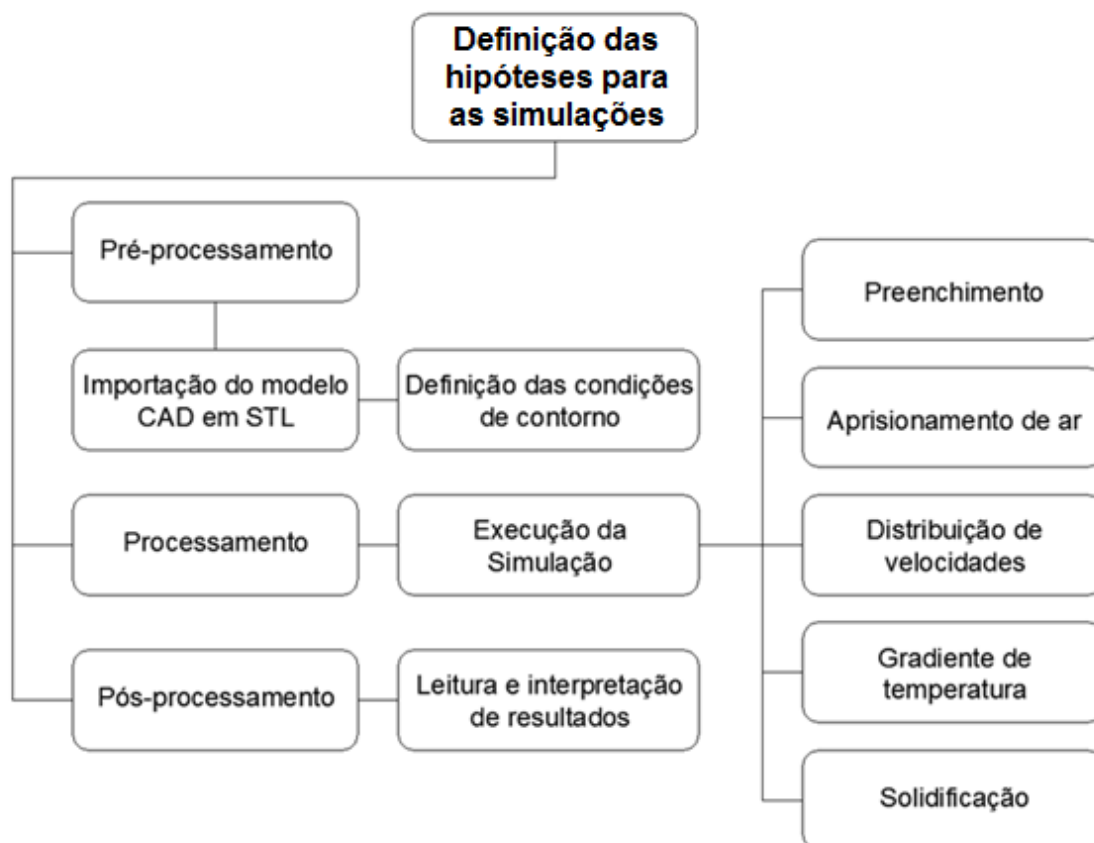 Definição das
hipóteses para
as simulações
Pré-processamento
Importação do modelo
CAD em STL
Definição das condições
de contorno
Processamento
Execução da
Simulação
Pós-processamento
Leitura e interpretação
de resultados
Preenchimento
Aprisionamento de ar
Distribuição de
velocidades
Gradiente de
temperatura
Solidificação